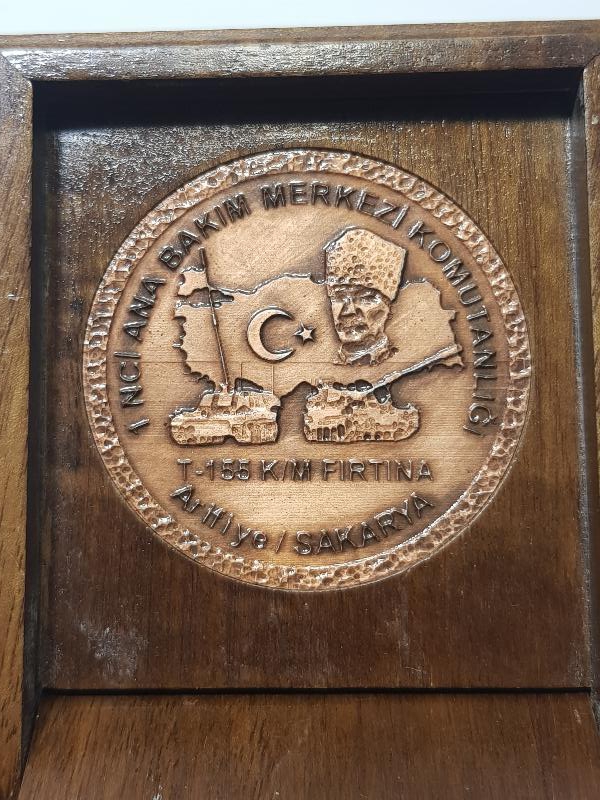 1 NCİ ANA BAKIM MERKEZİ KOMUTANLIĞI
T-155 K/M FIRTINA
Arifiye / SAKARYA